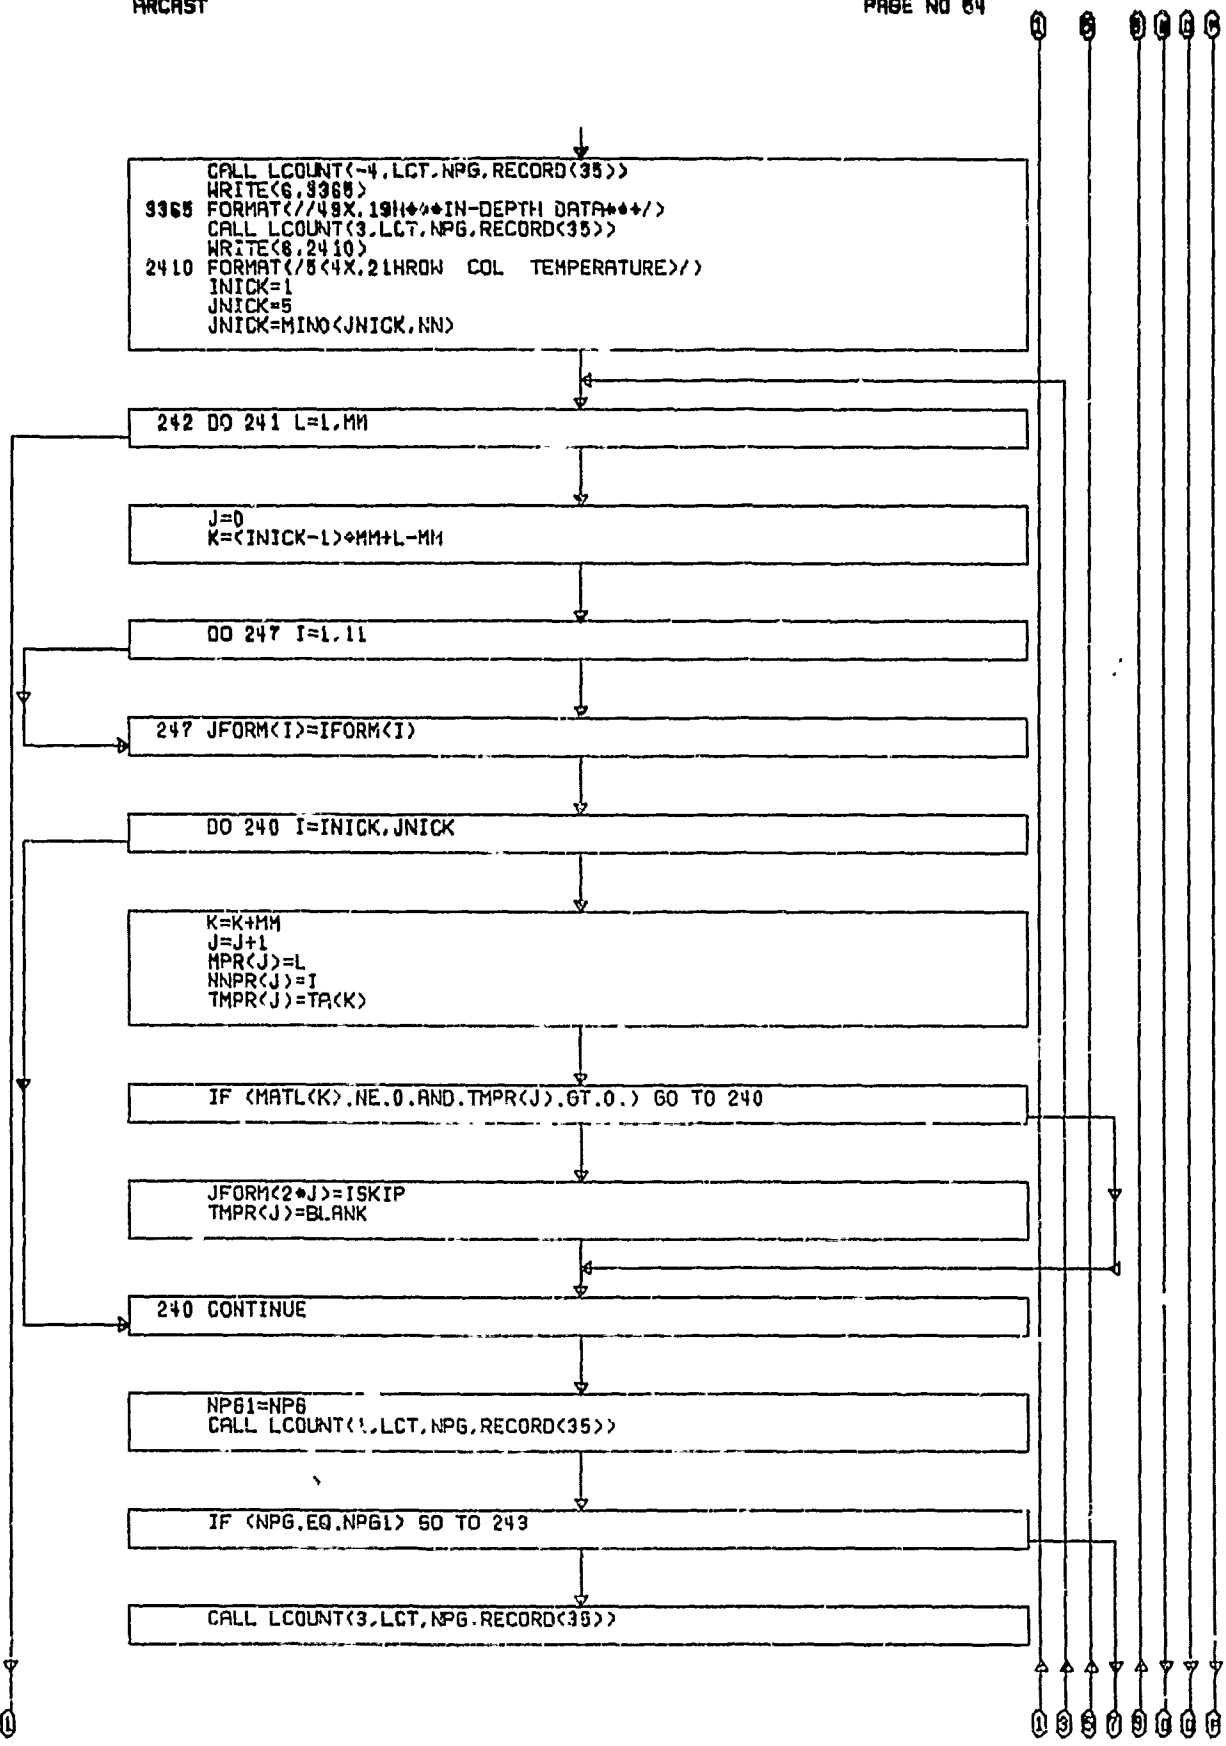 ARCAST PAGE NO 64
CALL LCOUNT(-4,LCT,NPG,RECORD(35))
WRITE(6,3365)
3365 FORMAT(//49X,19H***IN-DEPTH DATA***/)
CALL LCOUNT(3,LCT,NPG,RECORD(35))
WRITE(6,2410)
2410 FORMAT(/5(4X,21HROW COL TEMPERATURE)/)
INICK=1
JNICK=5
JNICK=MIN0(JNICK,NN)
242 DO 241 L=1,MM
J=0
K=(INICK-1)*MM+L-MM
DO 247 I=1,11
247 JFORM(I)=IFORM(I)
DO 240 I=INICK,JNICK
K=K+MM
J=J+1
MPR(J)=L
NNPR(J)=I
TMPR(J)=TA(K)
IF (MATL(K).NE.0.AND.TMPR(J).GT.0.) GO TO 240
JFORM(2*J)=ISKIP
TMPR(J)=BLANK
240 CONTINUE
NPG1=NPG
CALL LCOUNT(1,LCT,NPG,RECORD(35))
IF (NPG.EQ.NPG1) GO TO 243
CALL LCOUNT(3,LCT,NPG,RECORD(35))
1 1 3 5 7 9